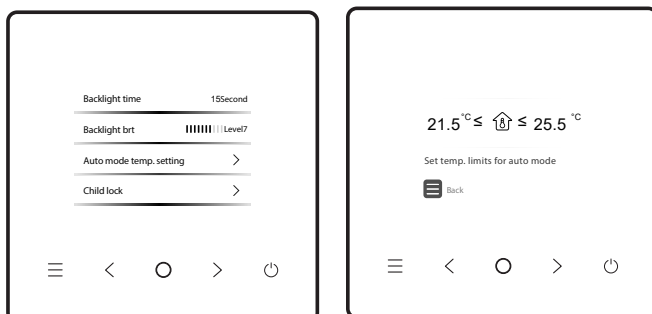 Backlight time 15Second
Backlight brt Level7
Auto mode temp. setting
Child lock
21.5°C ≤ ≤ 25.5 °C
Set temp. limits for auto mode
Back